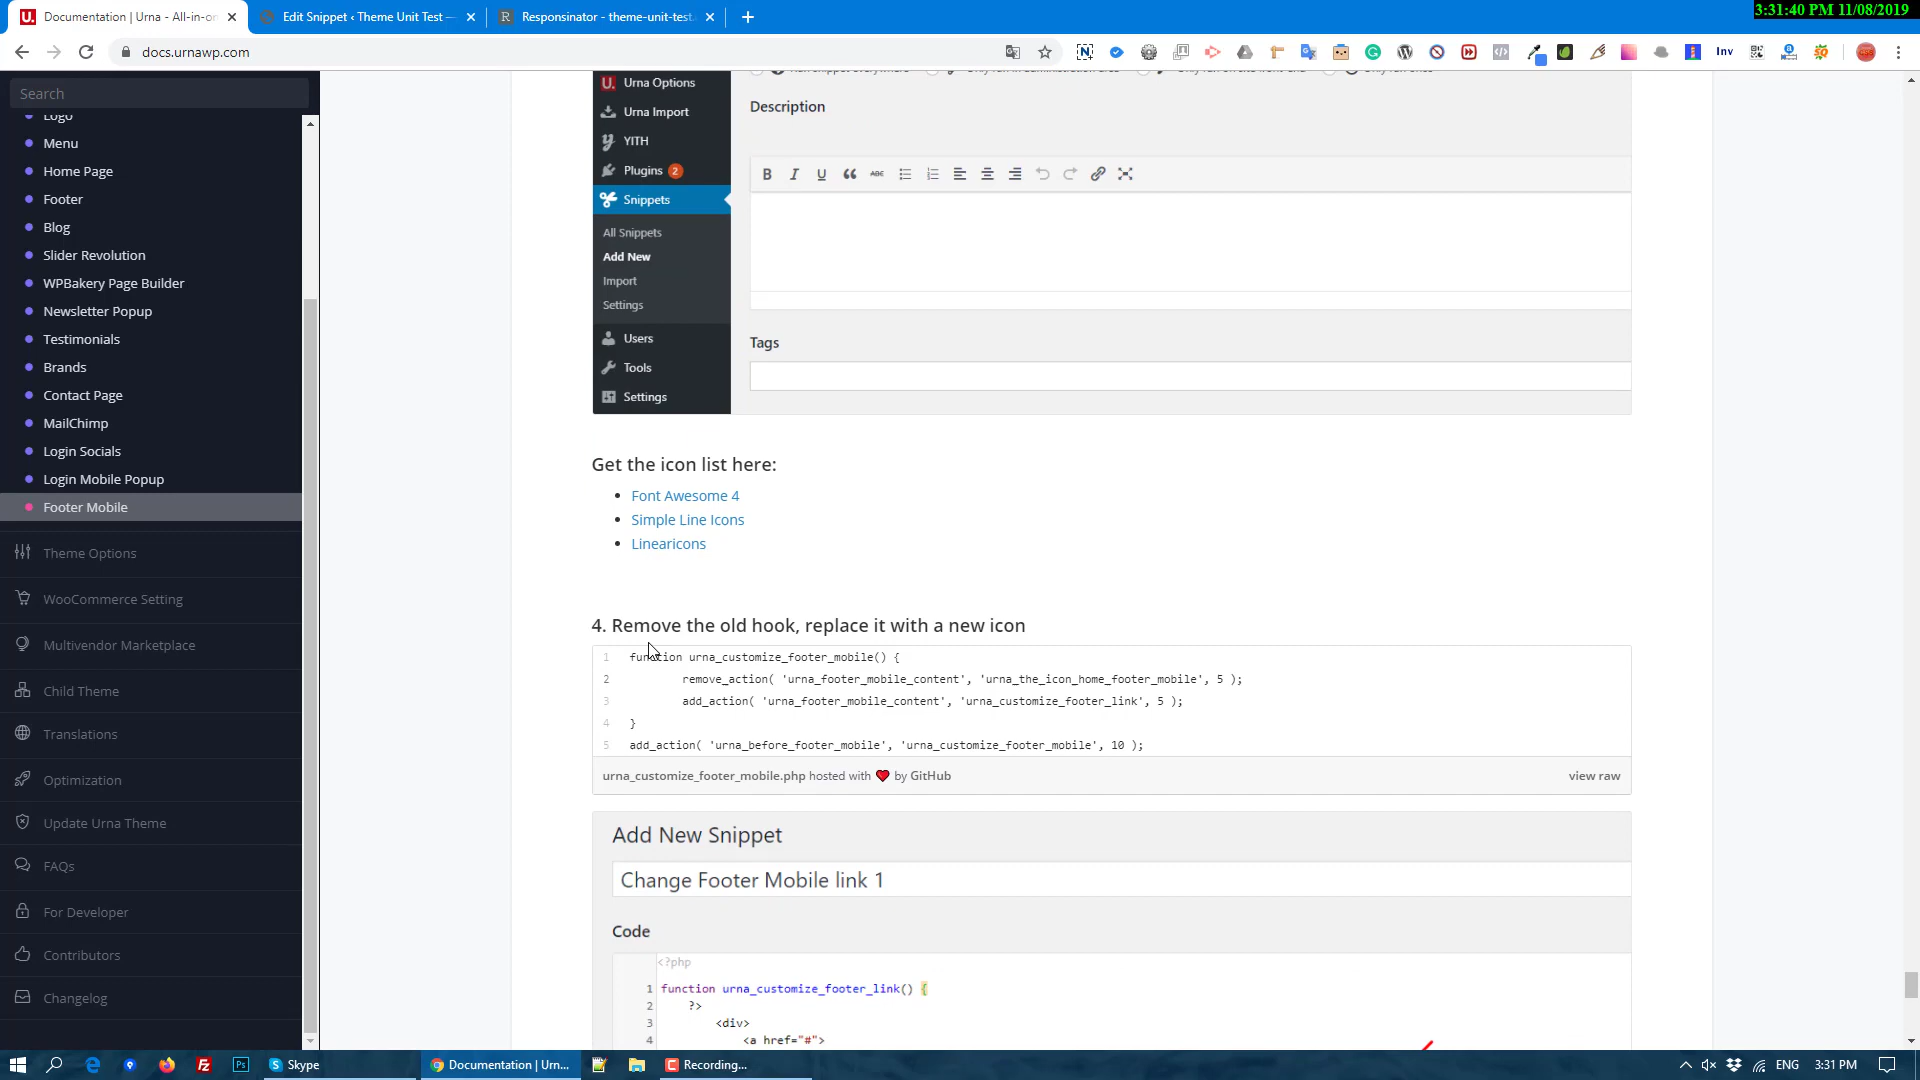 3:31:40 PM 11/08/2019
Documentation | Urna - All-in-on
Edit Snippet ‹ Theme Unit Test —
Responsinator - theme-unit-test.
docs.urnawp.com
Inv
Search
Logo
Menu
Home Page
Footer
Blog
Slider Revolution
WPBakery Page Builder
Newsletter Popup
Testimonials
Brands
Contact Page
MailChimp
Login Socials
Login Mobile Popup
Footer Mobile
Theme Options
WooCommerce Setting
Multivendor Marketplace
Child Theme
Translations
Optimization
Update Urna Theme
FAQs
For Developer
Contributors
Changelog
Urna Options
Urna Import
YITH
Plugins 2
Snippets
All Snippets
Add New
Import
Settings
Users
Tools
Settings
Description
B I U ABC
Tags
Get the icon list here:
Font Awesome 4
Simple Line Icons
Linearicons
4. Remove the old hook, replace it with a new icon
1 function urna_customize_footer_mobile() {
2 remove_action( 'urna_footer_mobile_content', 'urna_the_icon_home_footer_mobile', 5 );
3 add_action( 'urna_footer_mobile_content', 'urna_customize_footer_link', 5 );
4 }
5 add_action( 'urna_before_footer_mobile', 'urna_customize_footer_mobile', 10 );
urna_customize_footer_mobile.php hosted with ❤ by GitHub
view raw
Add New Snippet
Change Footer Mobile link 1
Code
<?php
1 function urna_customize_footer_link() {
2 ?>
3 <div>
4 <a href="#">
Skype
Documentation | Urn...
Recording...
ENG
3:31 PM